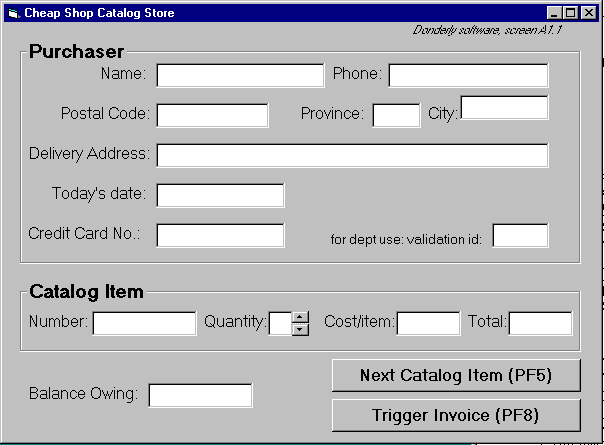 Cheap Shop Catalog Store
Donderly software, screen A1.1
Purchaser
Name: Phone:
Postal Code: Province: City:
Delivery Address:
Today's date:
Credit Card No.: for dept use: validation id:
Catalog Item
Number: Quantity: Cost/item: Total:
Next Catalog Item (PF5)
Balance Owing:
Trigger Invoice (PF8)